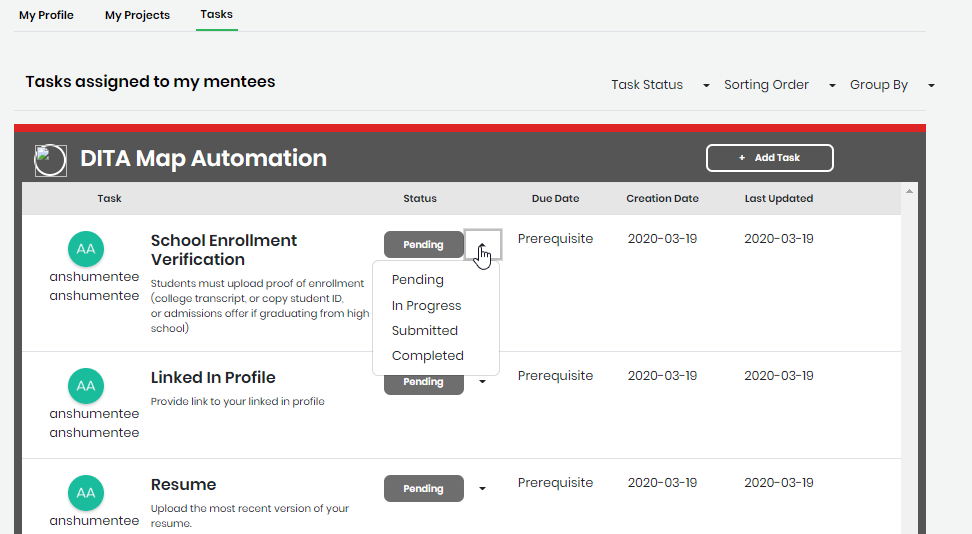 My Profile My Projects Tasks
Tasks assigned to my mentees
Task Status Sorting Order Group By
DITA Map Automation
+ Add Task
Task Status Due Date Creation Date Last Updated
AA
anshumentee
anshumentee
School Enrollment
Verification
Students must upload proof of enrollment
(college transcript, or copy student ID,
or admissions offer if graduating from high
school)
Pending
Prerequisite 2020-03-19 2020-03-19
Pending
In Progress
Submitted
Completed
AA
anshumentee
anshumentee
Linked In Profile
Provide link to your linked in profile
Pending
Prerequisite 2020-03-19 2020-03-19
AA
anshumentee
Resume
Upload the most recent version of your
resume.
Pending
Prerequisite 2020-03-19 2020-03-19